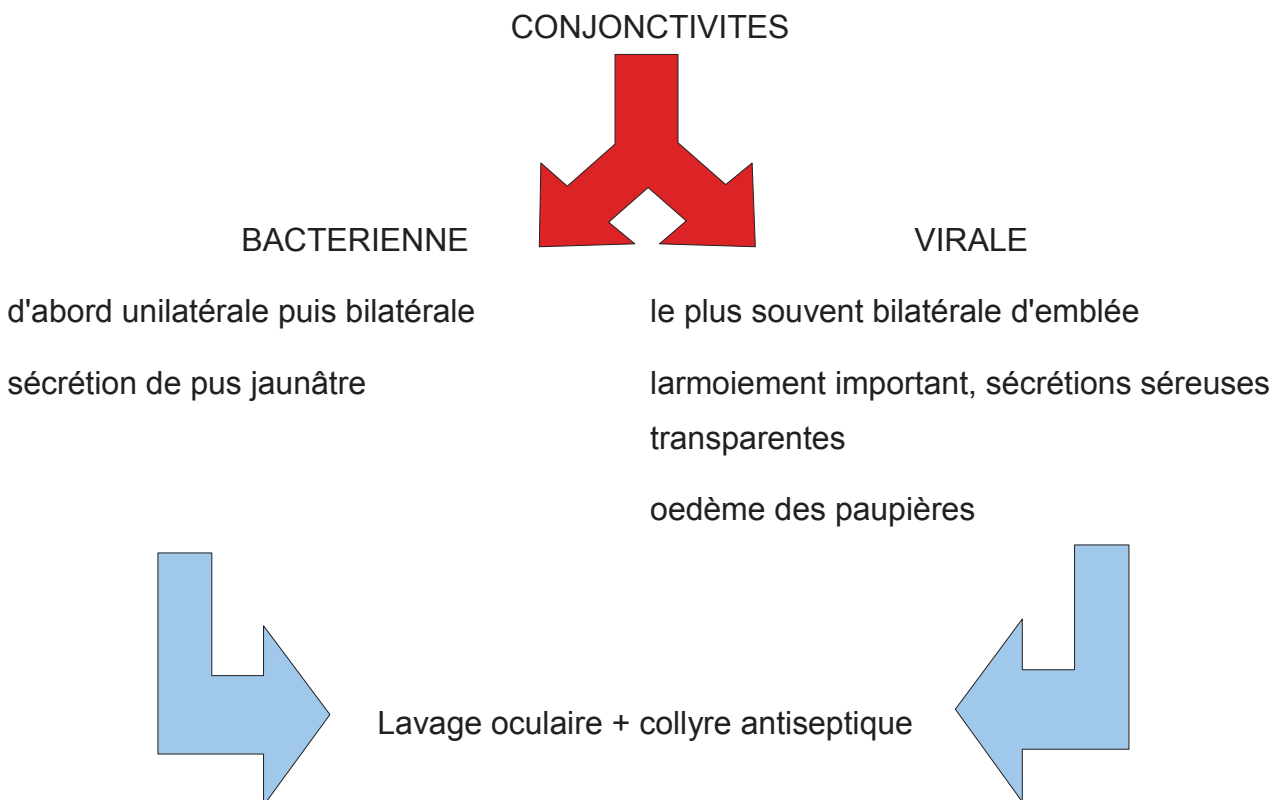 CONJONCTIVITES
BACTERIENNE
d'abord unilatérale puis bilatérale
sécrétion de pus jaunâtre
VIRALE
le plus souvent bilatérale d'emblée
larmoiement important, sécrétions séreuses
transparentes
oedème des paupières
Lavage oculaire + collyre antiseptique